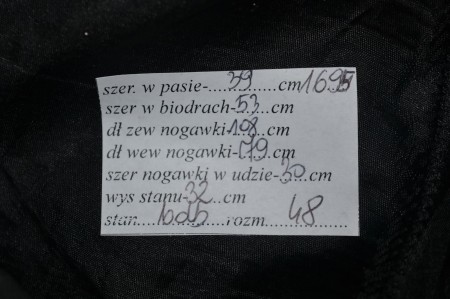 szer. w pasie-....39......cm
szer w biodrach-53...cm
dł zew nogawki-108...cm
dł wew nogawki-79.cm
szer nogawki w udzie-30...cm
wys stanu-32...cm
stan....bdb.....rozm....48..........